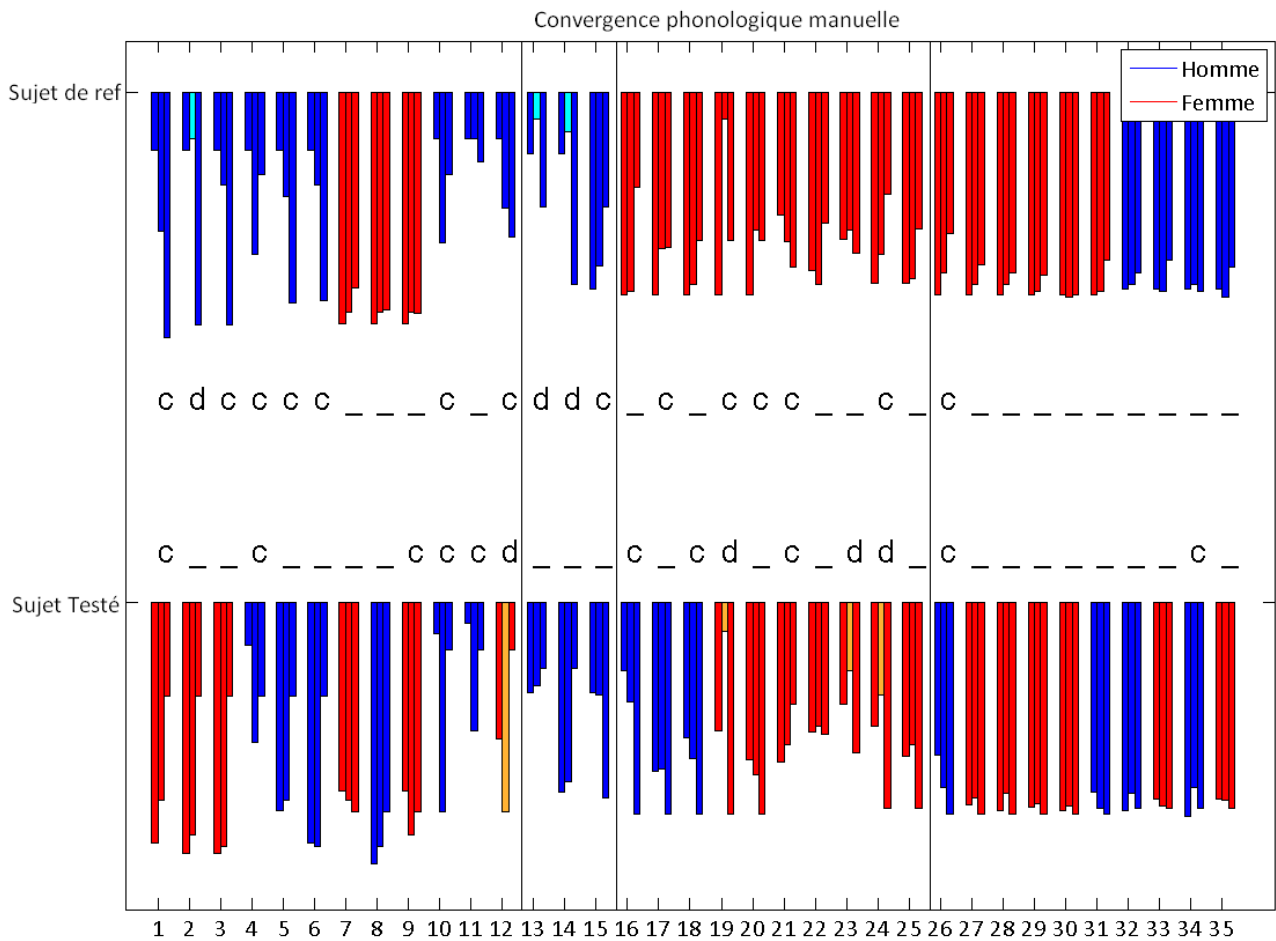 Convergence phonologique manuelle
Homme
Femme
Sujet de ref
c d c c c c _ _ _ c _ c d d c _ c _ c c c _ _ c _ c _ _ _ _ _ _ _ _ _
c _ _ c _ _ _ _ c c c d _ _ _ c _ c d _ c _ d d _ c _ _ _ _ _ _ _ c _
Sujet Testé
1 2 3 4 5 6 7 8 9 10 11 12 13 14 15 16 17 18 19 20 21 22 23 24 25 26 27 28 29 30 31 32 33 34 35